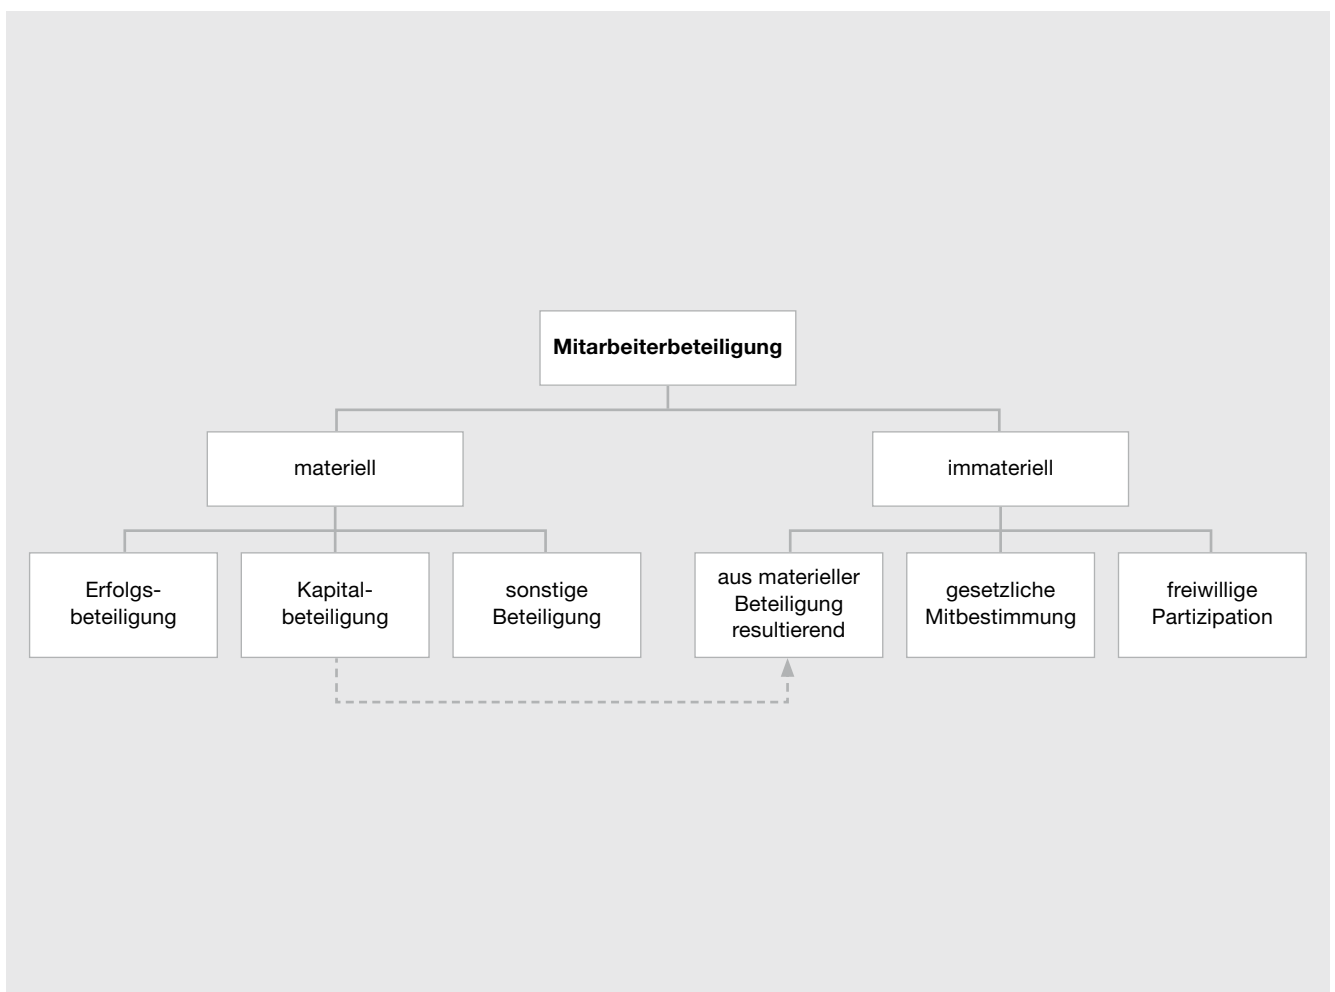 Mitarbeiterbeteiligung
materiell
immateriell
Erfolgs-
beteiligung
Kapital-
beteiligung
sonstige
Beteiligung
aus materieller
Beteiligung
resultierend
gesetzliche
Mitbestimmung
freiwillige
Partizipation